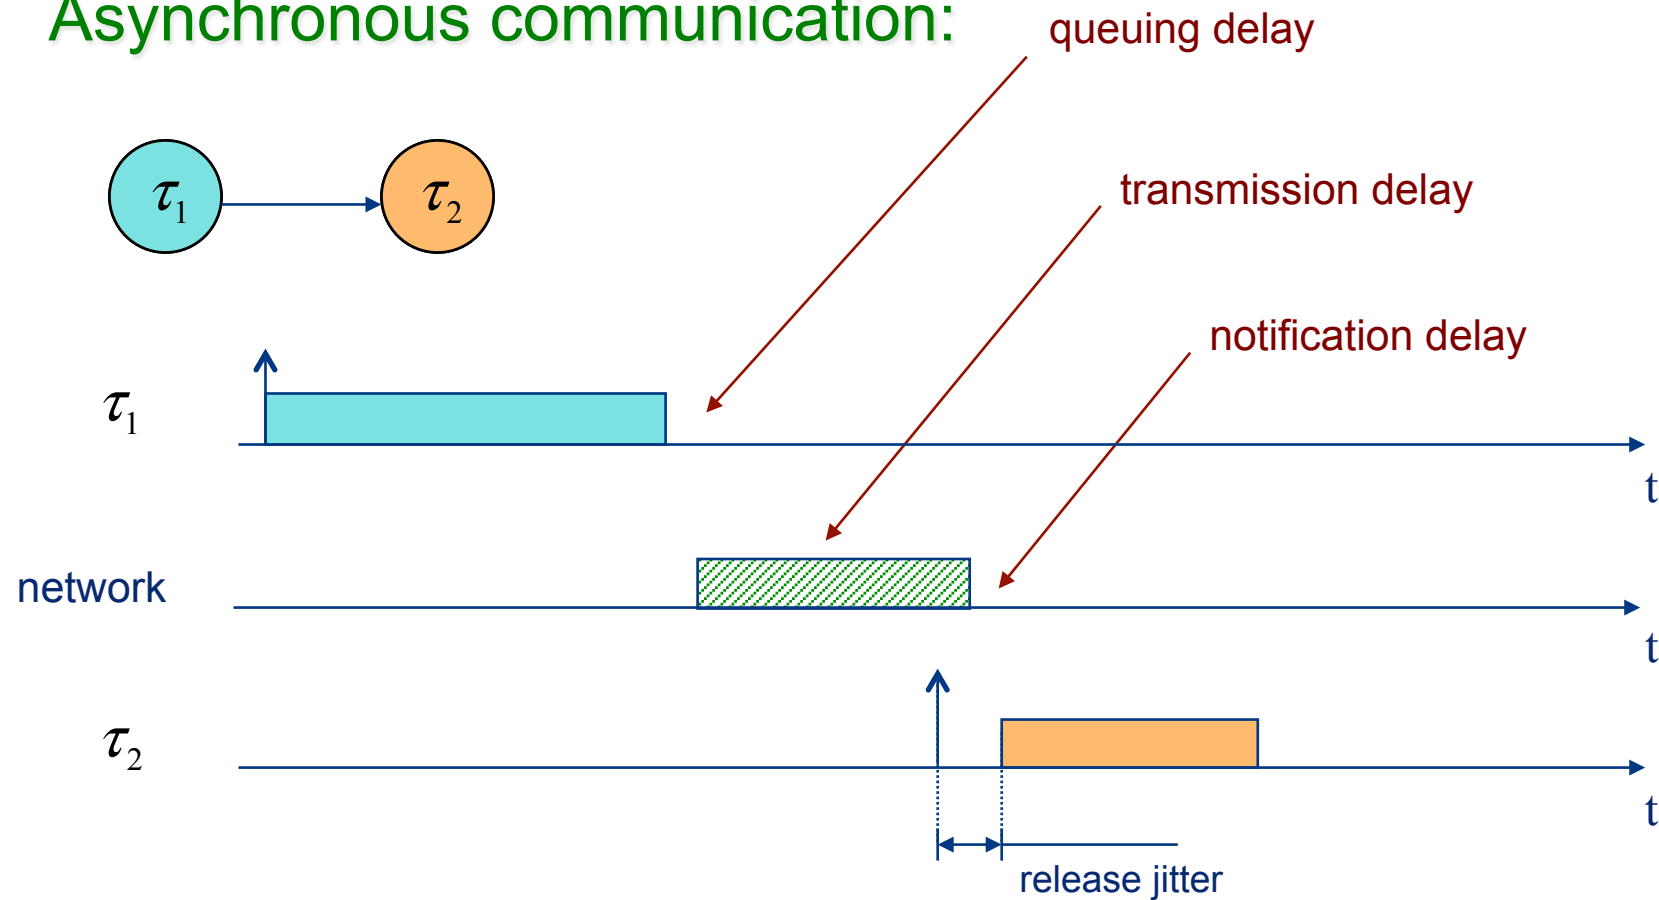 Asynchronous communication:
queuing delay
τ1
τ2
transmission delay
notification delay
τ1
t
network
t
τ2
t
release jitter